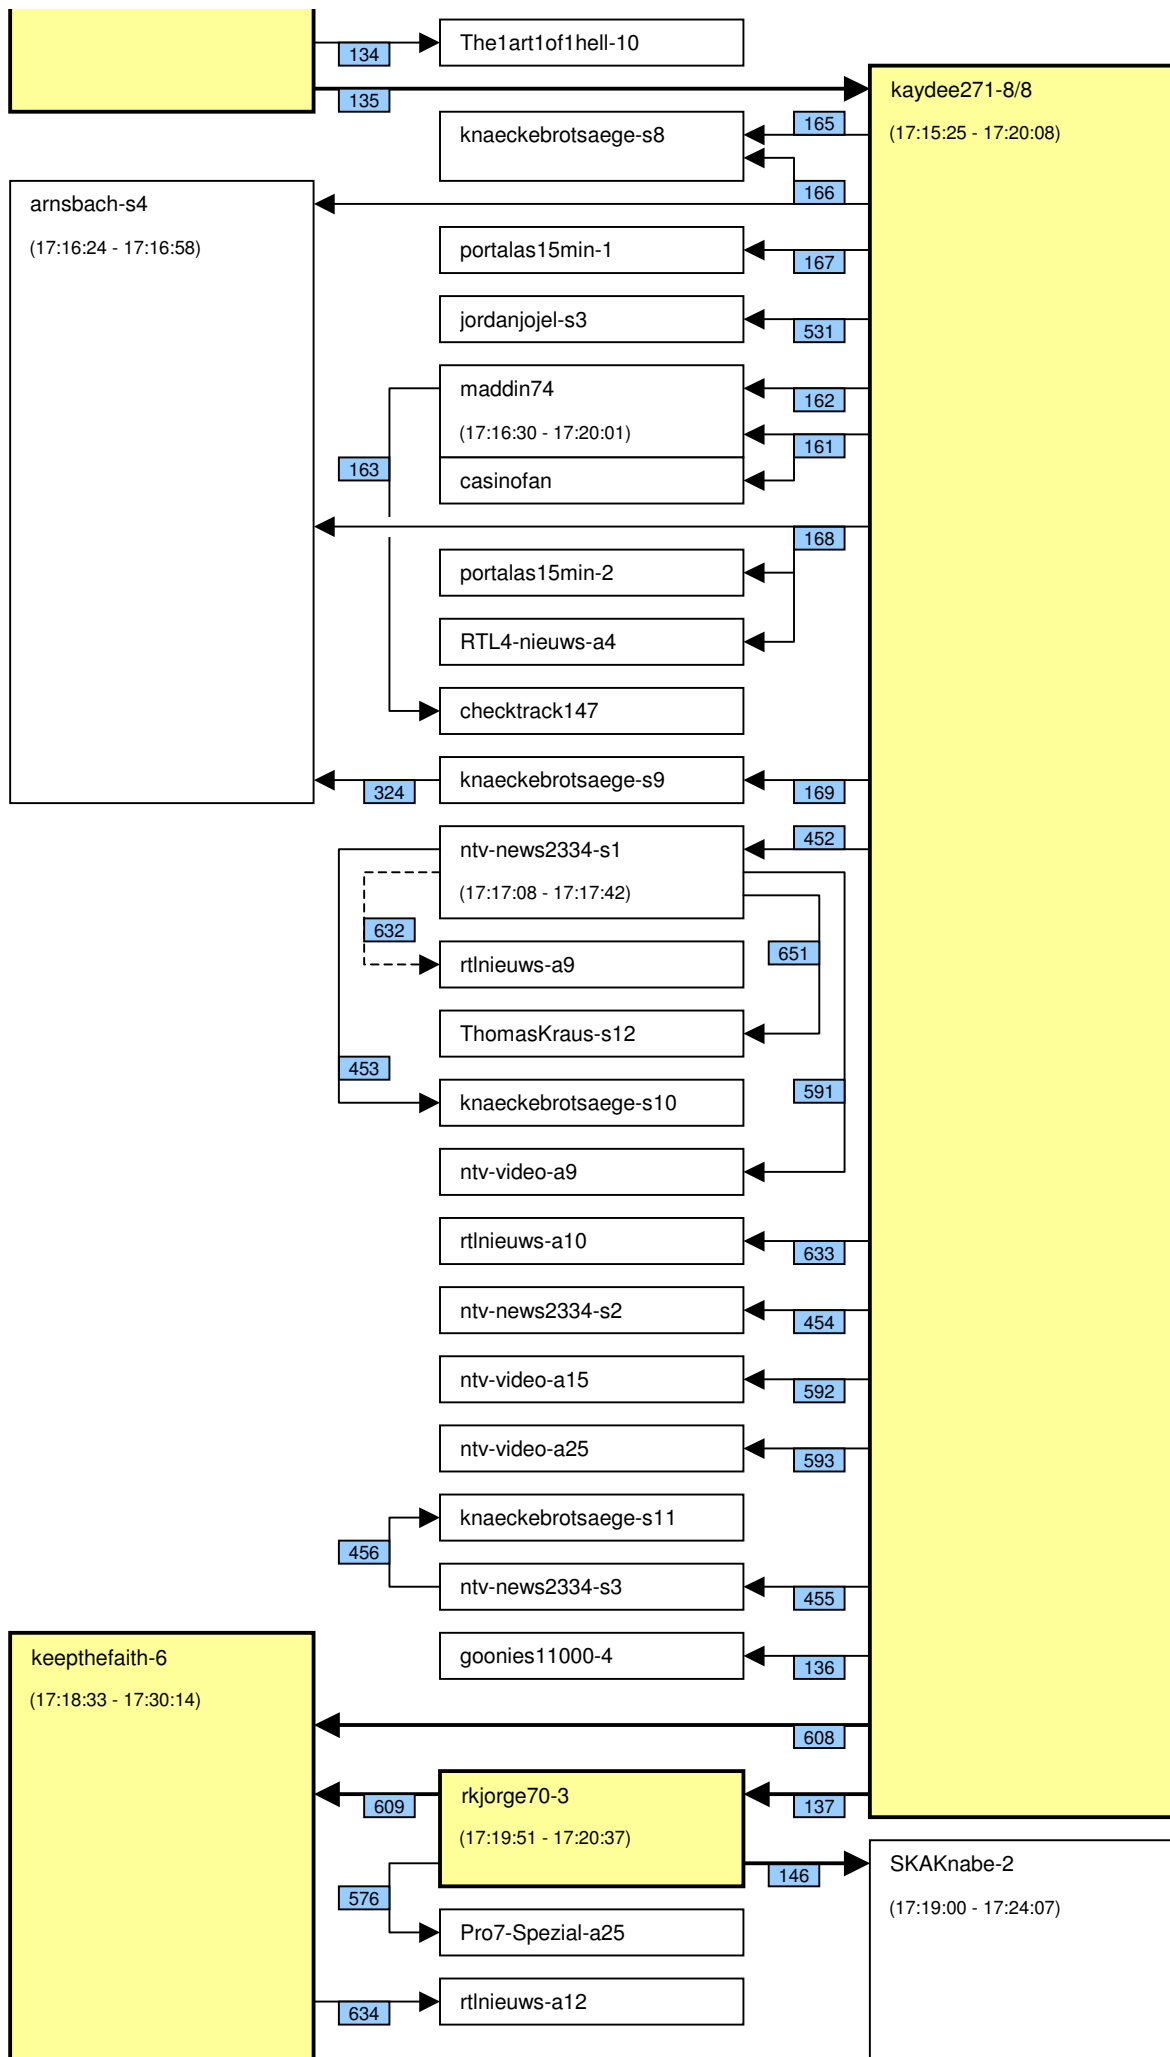 The1art1of1hell-10
134
135
kaydee271-8/8
(17:15:25 - 17:20:08)
knaeckebrotsaege-s8
165
166
arnsbach-s4
(17:16:24 - 17:16:58)
portalas15min-1
167
jordanjojel-s3
531
maddin74
(17:16:30 - 17:20:01)
162
161
163
casinofan
168
portalas15min-2
RTL4-nieuws-a4
checktrack147
knaeckebrotsaege-s9
324
169
ntv-news2334-s1
(17:17:08 - 17:17:42)
452
632
651
rtlnieuws-a9
ThomasKraus-s12
453
591
knaeckebrotsaege-s10
ntv-video-a9
rtlnieuws-a10
633
ntv-news2334-s2
454
ntv-video-a15
592
ntv-video-a25
593
knaeckebrotsaege-s11
456
ntv-news2334-s3
455
keepthefaith-6
(17:18:33 - 17:30:14)
goonies11000-4
136
608
rkjorge70-3
(17:19:51 - 17:20:37)
609
137
146
SKAKnabe-2
(17:19:00 - 17:24:07)
576
Pro7-Spezial-a25
rtlnieuws-a12
634